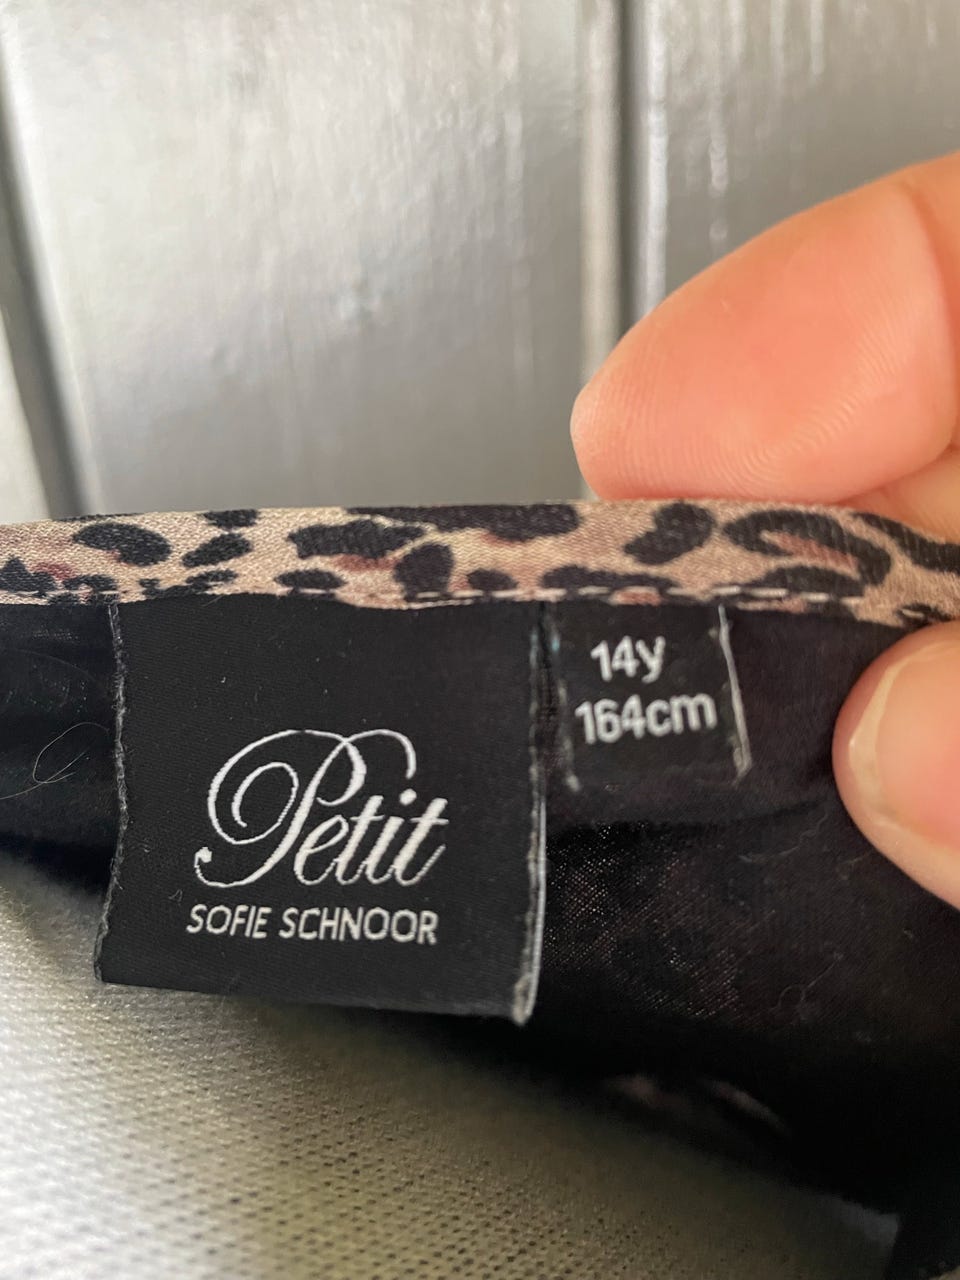 Petit
SOFIE SCHNOOR
14y
164cm